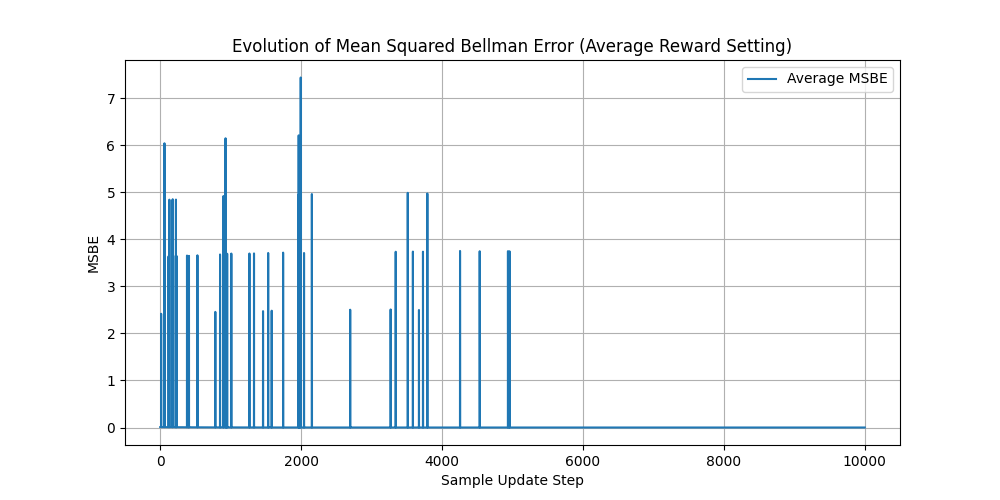 Evolution of Mean Squared Bellman Error (Average Reward Setting)
Average MSBE
7
6
5
4
3
2
1
0
MSBE
0 2000 4000 6000 8000 10000
Sample Update Step